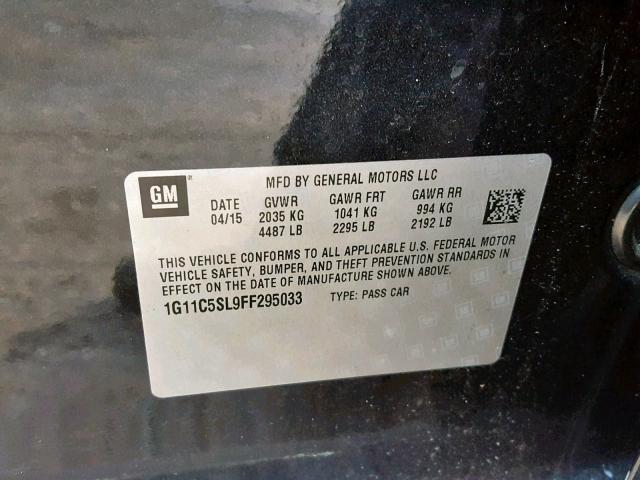 GM
MFD BY GENERAL MOTORS LLC
DATE GVWR GAWR FRT GAWR RR
04/15 2035 KG 1041 KG 994 KG
4487 LB 2295 LB 2192 LB
THIS VEHICLE CONFORMS TO ALL APPLICABLE U.S. FEDERAL MOTOR
VEHICLE SAFETY, BUMPER, AND THEFT PREVENTION STANDARDS IN
EFFECT ON THE DATE OF MANUFACTURE SHOWN ABOVE.
1G11C5SL9FF295033 TYPE: PASS CAR